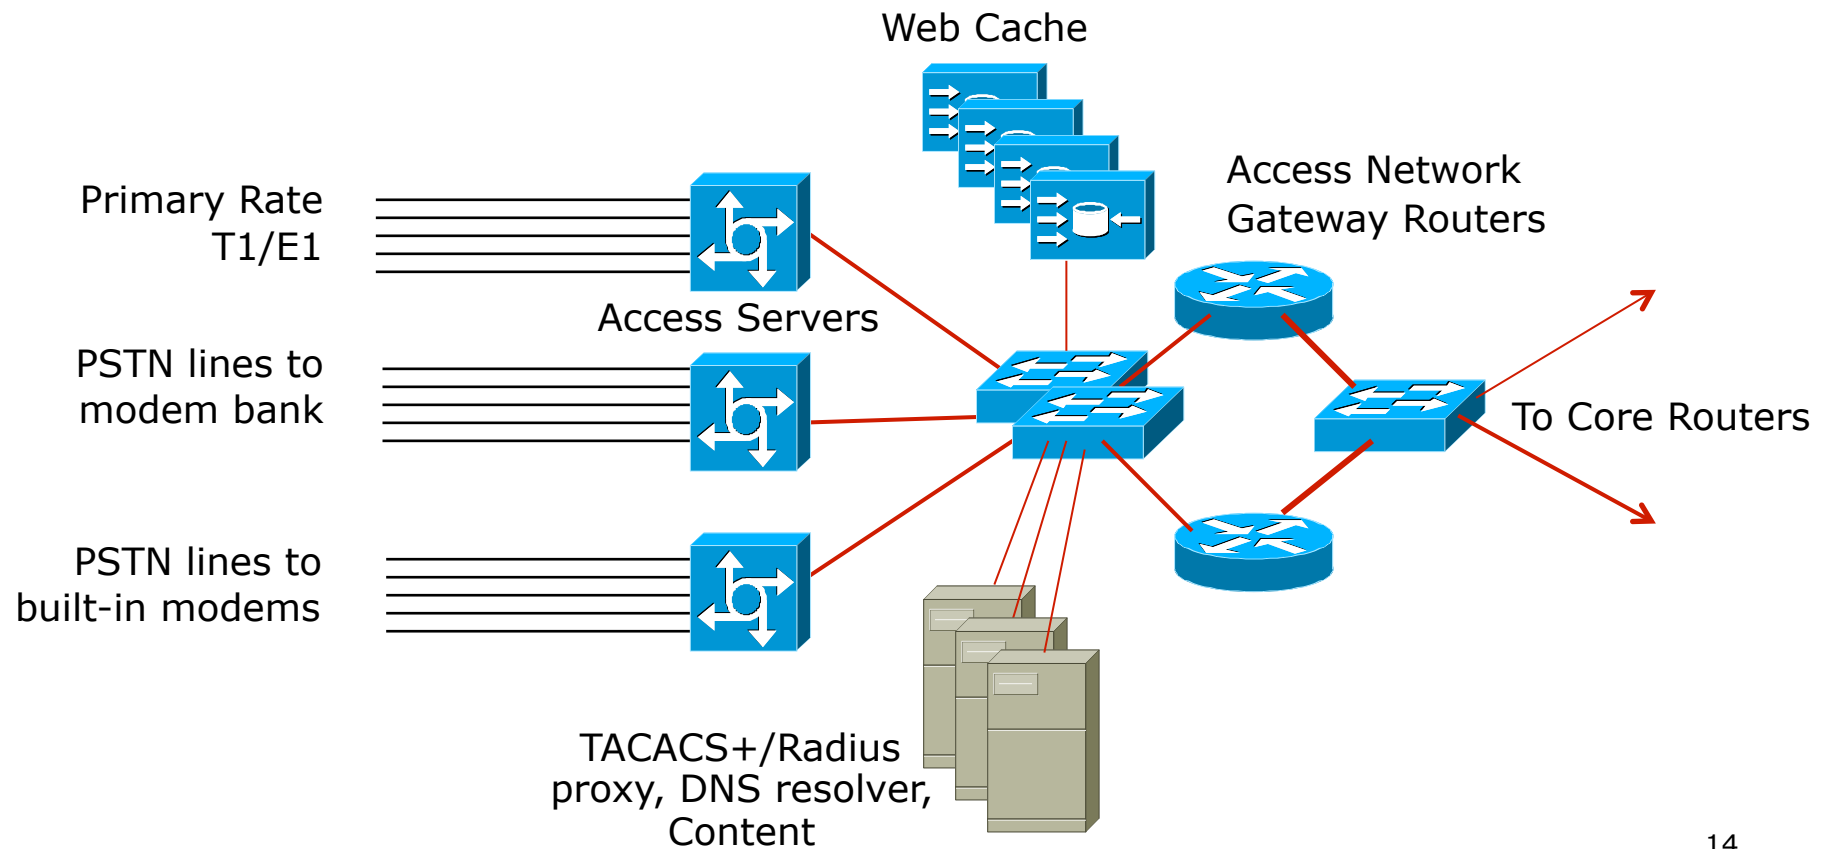 Web Cache
Access Network
Gateway Routers
Primary Rate
T1/E1
Access Servers
PSTN lines to
modem bank
To Core Routers
PSTN lines to
built-in modems
TACACS+/Radius
proxy, DNS resolver,
Content
14